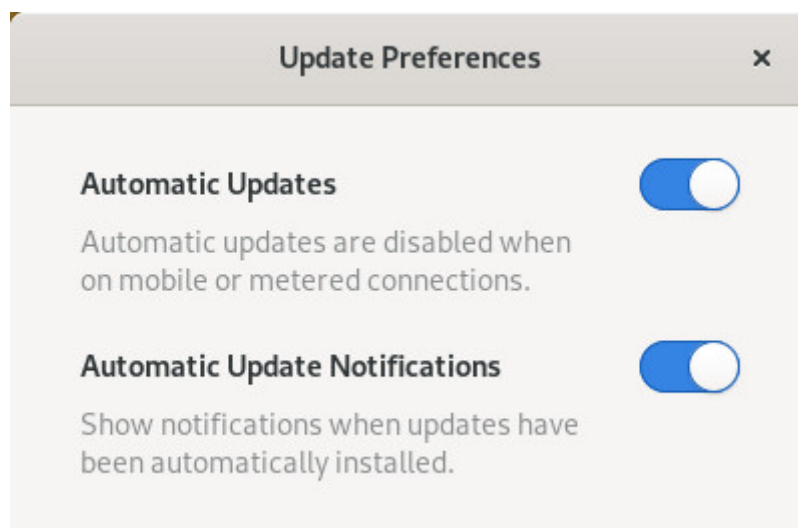 Update Preferences
Automatic Updates
Automatic updates are disabled when
on mobile or metered connections.
Automatic Update Notifications
Show notifications when updates have
been automatically installed.